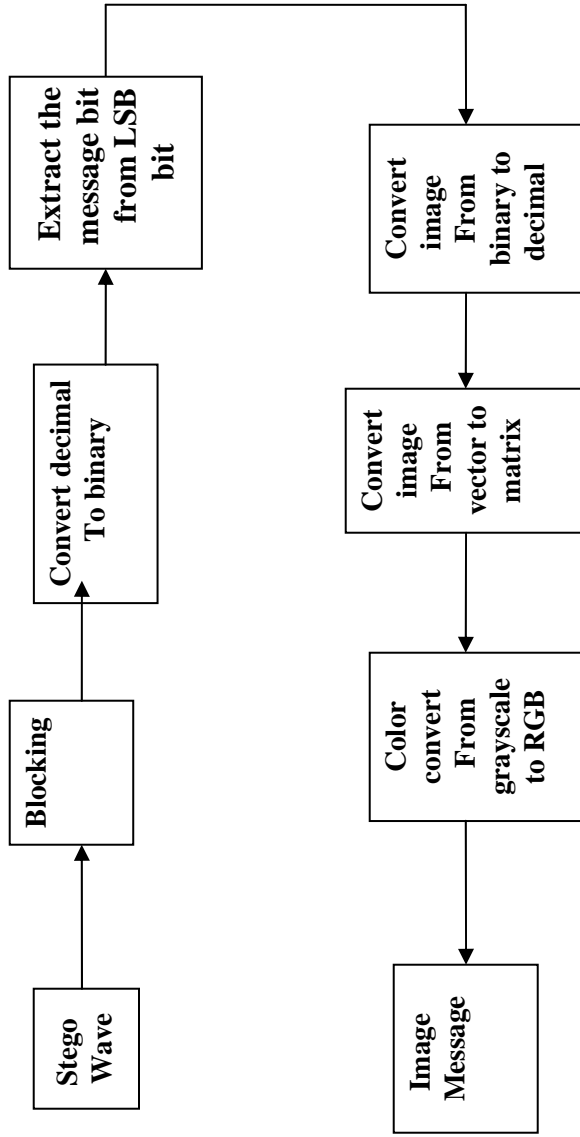 Stego
Wave
Blocking
Convert decimal
To binary
Extract the
message bit
from LSB
bit
Convert
image
From
binary to
decimal
Convert
image
From
vector to
matrix
Color
convert
From
grayscale
to RGB
Image
Message